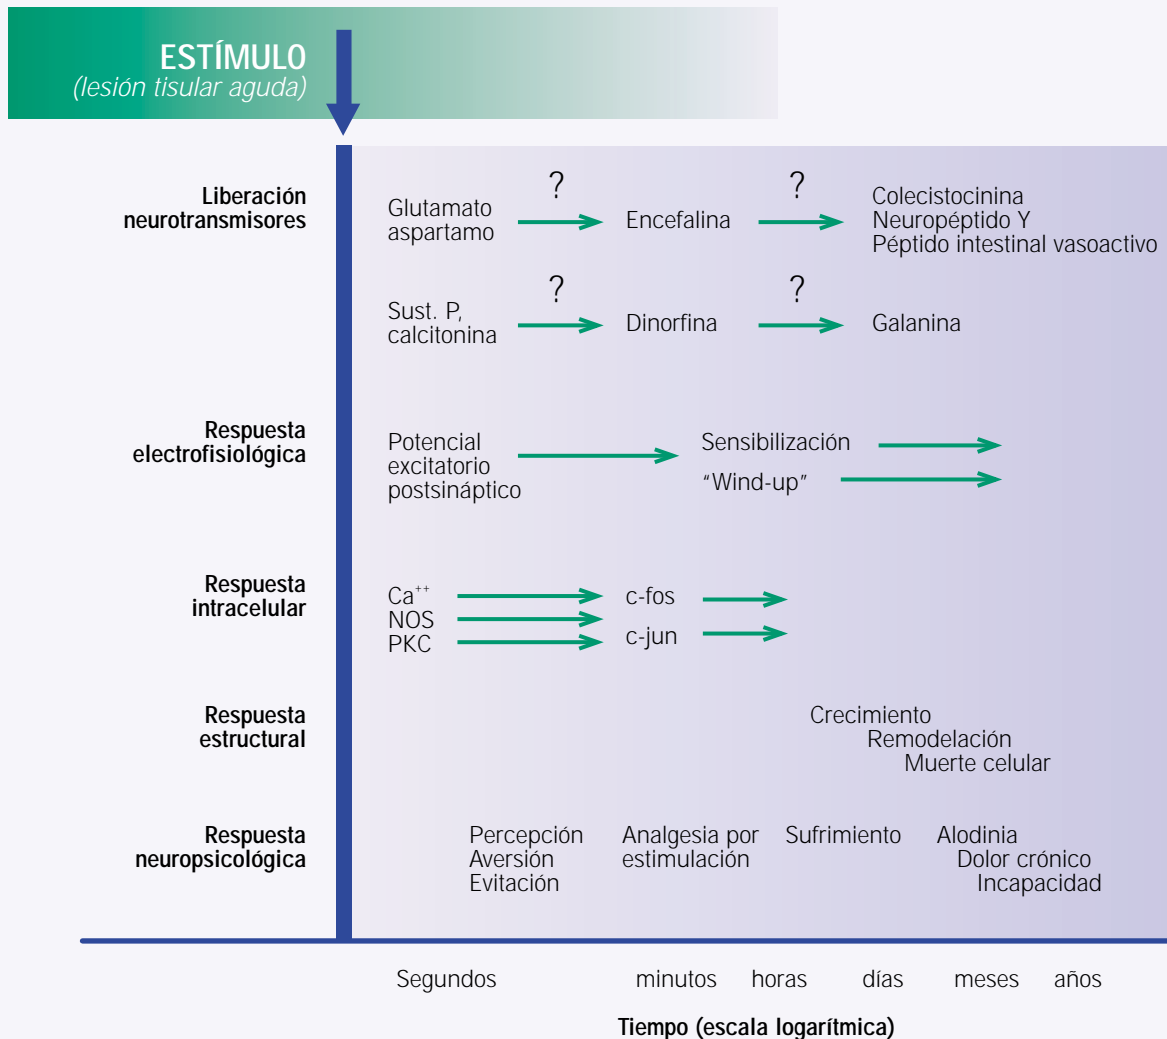 ESTÍMULO
(lesión tisular aguda)
Liberación
neurotransmisores
Glutamato
aspartamo
?
Encefalina
?
Colecistocinina
Neuropéptido Y
Péptido intestinal vasoactivo
Sust. P,
calcitonina
?
Dinorfina
?
Galanina
Respuesta
electrofisiológica
Potencial
excitatorio
postsináptico
Sensibilización
“Wind-up”
Respuesta
intracelular
Ca++
NOS
PKC
c-fos
c-jun
Respuesta
estructural
Crecimiento
Remodelación
Muerte celular
Respuesta
neuropsicológica
Percepción
Aversión
Evitación
Analgesia por
estimulación
Sufrimiento
Alodinia
Dolor crónico
Incapacidad
Segundos minutos horas días meses años
Tiempo (escala logarítmica)